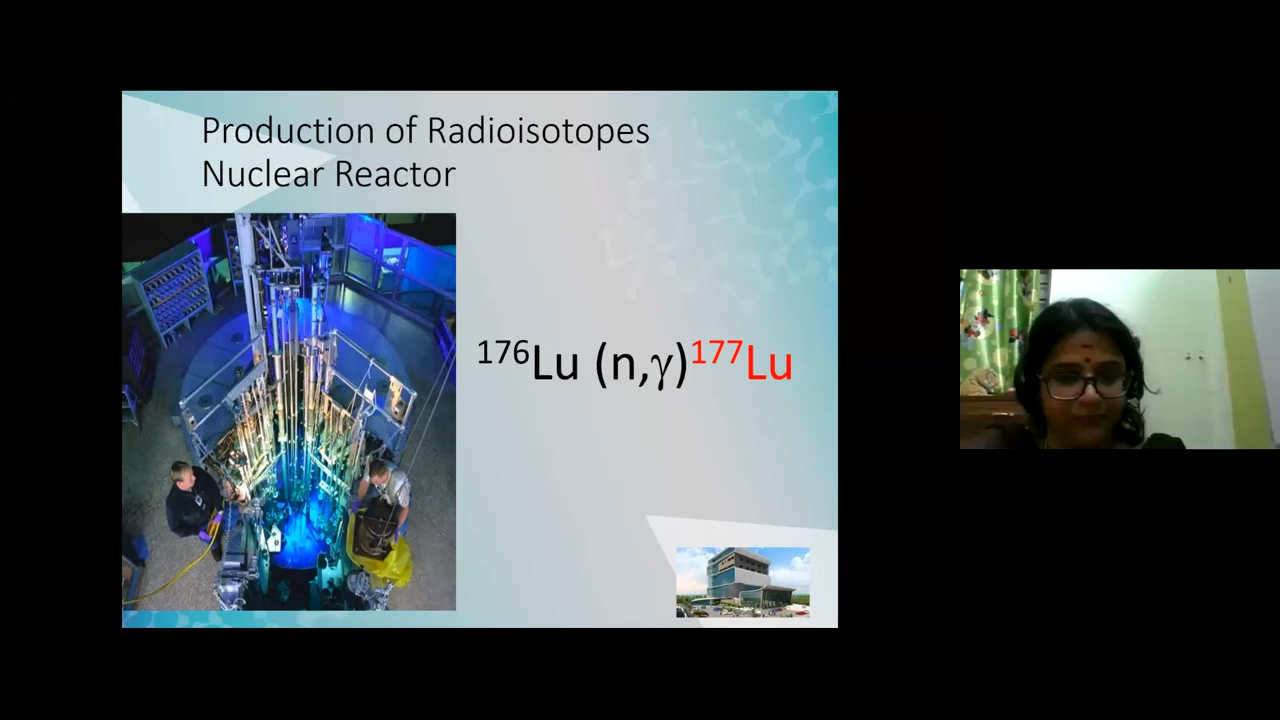 Production of Radioisotopes
Nuclear Reactor
¹⁷⁶Lu (n,γ)¹⁷⁷Lu